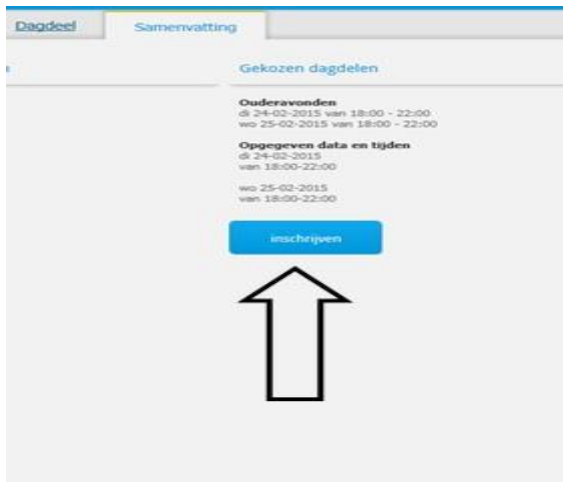 Dagdeel
Samenvatting
Gekozen dagdelen
Ouderavonden
di 24-02-2015 van 18:00 - 22:00
wo 25-02-2015 van 18:00 - 22:00
Opgegeven data en tijden
di 24-02-2015
van 18:00-22:00
wo 25-02-2015
van 18:00-22:00
inschrijven